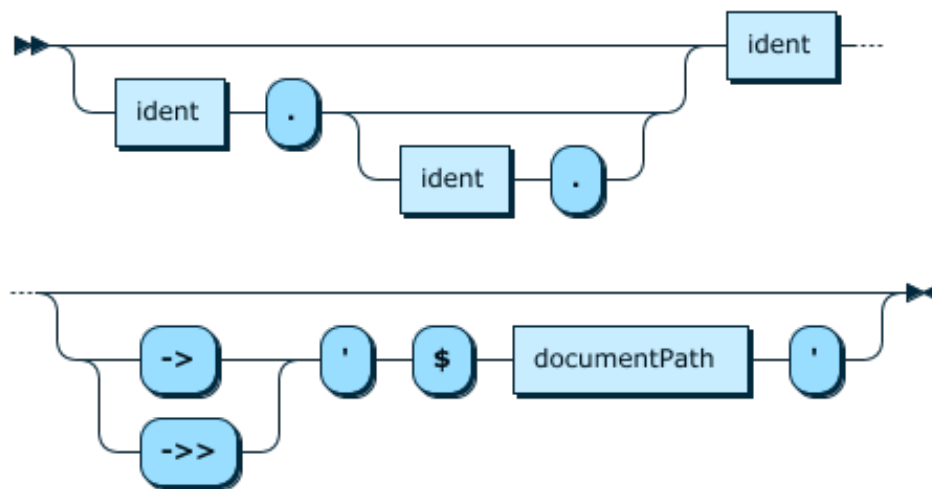 ident
ident .
ident .
-> ' $ documentPath '
->>